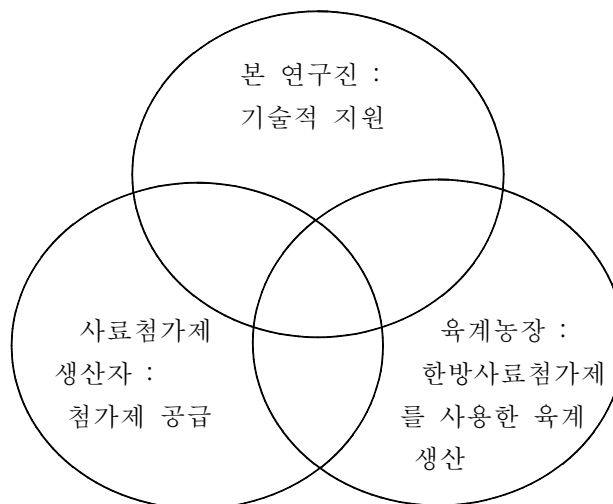 본 연구진 :
기술적 지원
사료첨가제
생산자 :
첨가제 공급
육계농장 :
한방사료첨가제
를 사용한 육계
생산